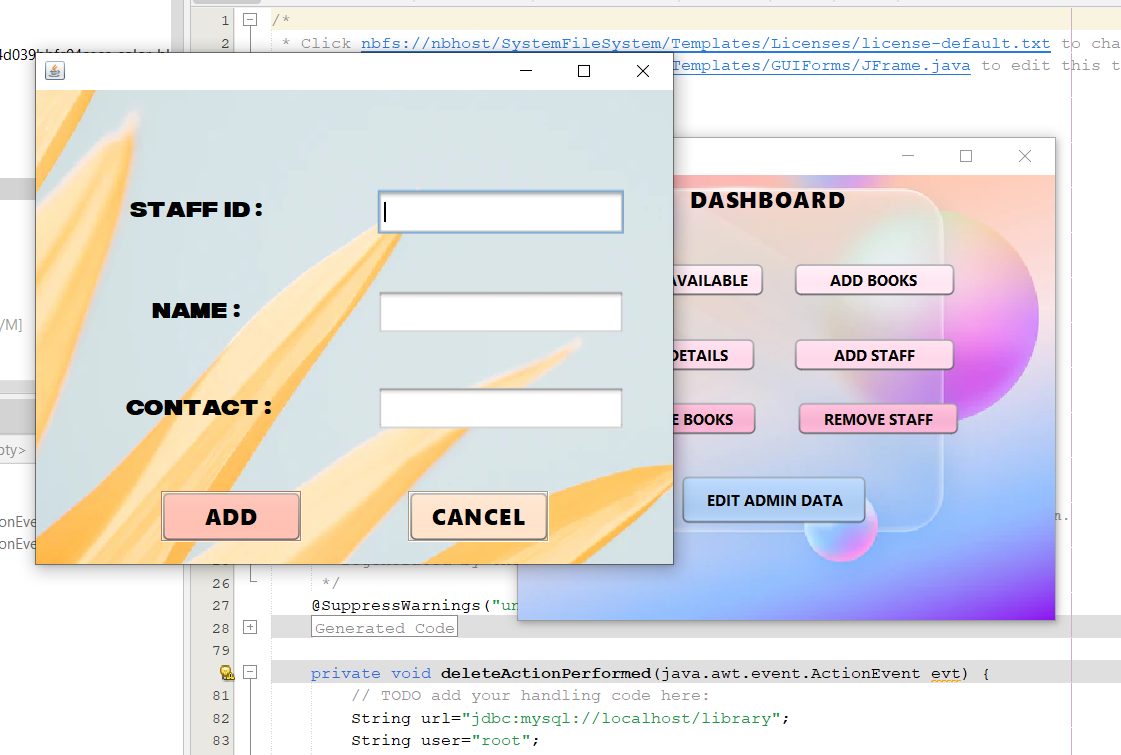 1 /*
4d039
2 * Click nbfs://nbhost/SystemFileSystem/Templates/Licenses/license-default.txt to cha
Templates/GUIForms/JFrame.java to edit this t
DASHBOARD
STAFF ID :
AVAILABLE ADD BOOKS
NAME :
/M]
DETAILS ADD STAFF
CONTACT :
E BOOKS REMOVE STAFF
pty>
EDIT ADMIN DATA
ADD CANCEL
onEve
n.
onEve
26 */
27 @SuppressWarnings("un
28 Generated Code
79
private void deleteActionPerformed(java.awt.event.ActionEvent evt) {
81 // TODO add your handling code here:
82 String url="jdbc:mysql://localhost/library";
83 String user="root";